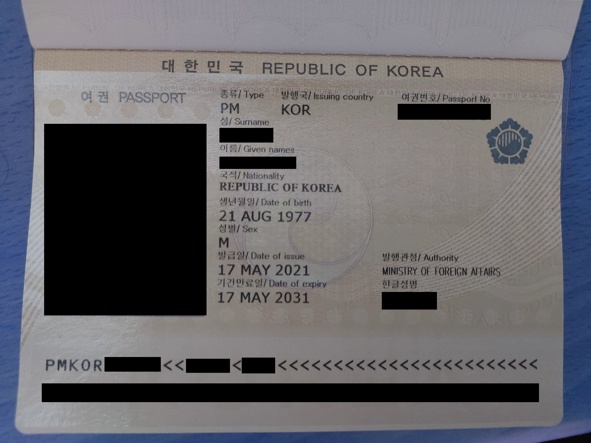 대한민국 REPUBLIC OF KOREA
여권 PASSPORT
종류/ Type 발행국/ Issuing country 여권번호/ Passport No
PM KOR
성/ Surname
이름/ Given names
국적/ Nationality
REPUBLIC OF KOREA
생년월일/ Date of birth
21 AUG 1977
성별/ Sex
M
발급일/ Date of issue 발행관청/ Authority
17 MAY 2021 MINISTRY OF FOREIGN AFFAIRS
기간만료일/ Date of expiry 한글성명
17 MAY 2031
PMKOR << < <<<<<<<<<<<<<<<<<<<<<<<<<<